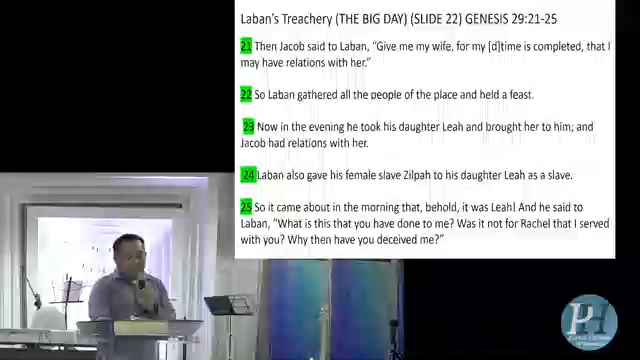 Laban's Treachery (THE BIG DAY) (SLIDE 22) GENESIS 29:21-25
21 Then Jacob said to Laban, "Give me my wife, for my [d]time is completed, that I
may have relations with her."
22 So Laban gathered all the people of the place and held a feast.
23 Now in the evening he took his daughter Leah and brought her to him; and
Jacob had relations with her.
24 Laban also gave his female slave Zilpah to his daughter Leah as a slave.
25 So it came about in the morning that, behold, it was Leah! And he said to
Laban, "What is this that you have done to me? Was it not for Rachel that I served
with you? Why then have you deceived me?"
PH